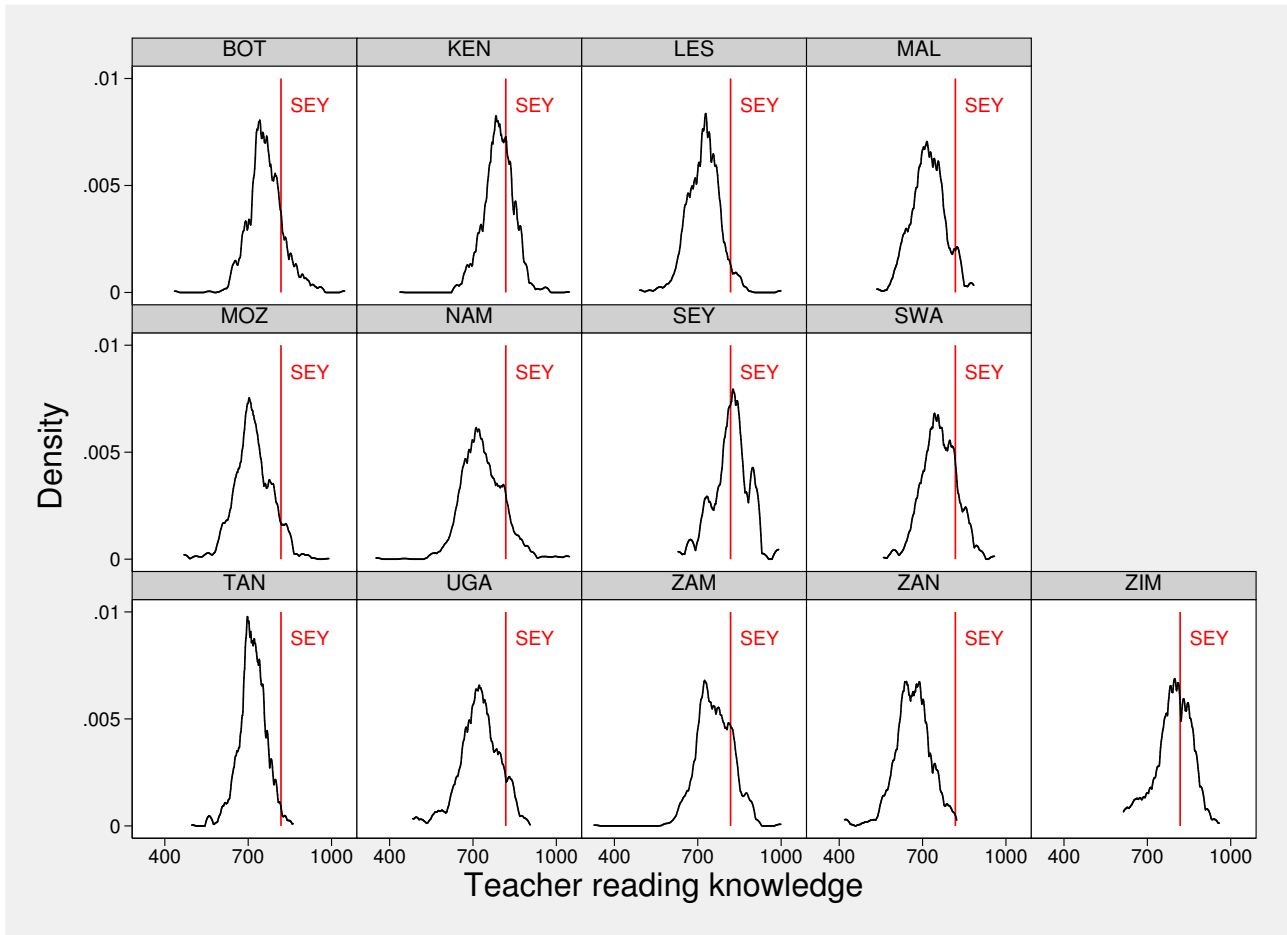 BOT KEN LES MAL
.01
SEY SEY SEY SEY
.005
0
MOZ NAM SEY SWA
.01
SEY SEY SEY SEY
.005
0
TAN UGA ZAM ZAN ZIM
.01
SEY SEY SEY SEY SEY
.005
0
400 700 1000 400 700 1000 400 700 1000 400 700 1000 400 700 1000
Density
Teacher reading knowledge